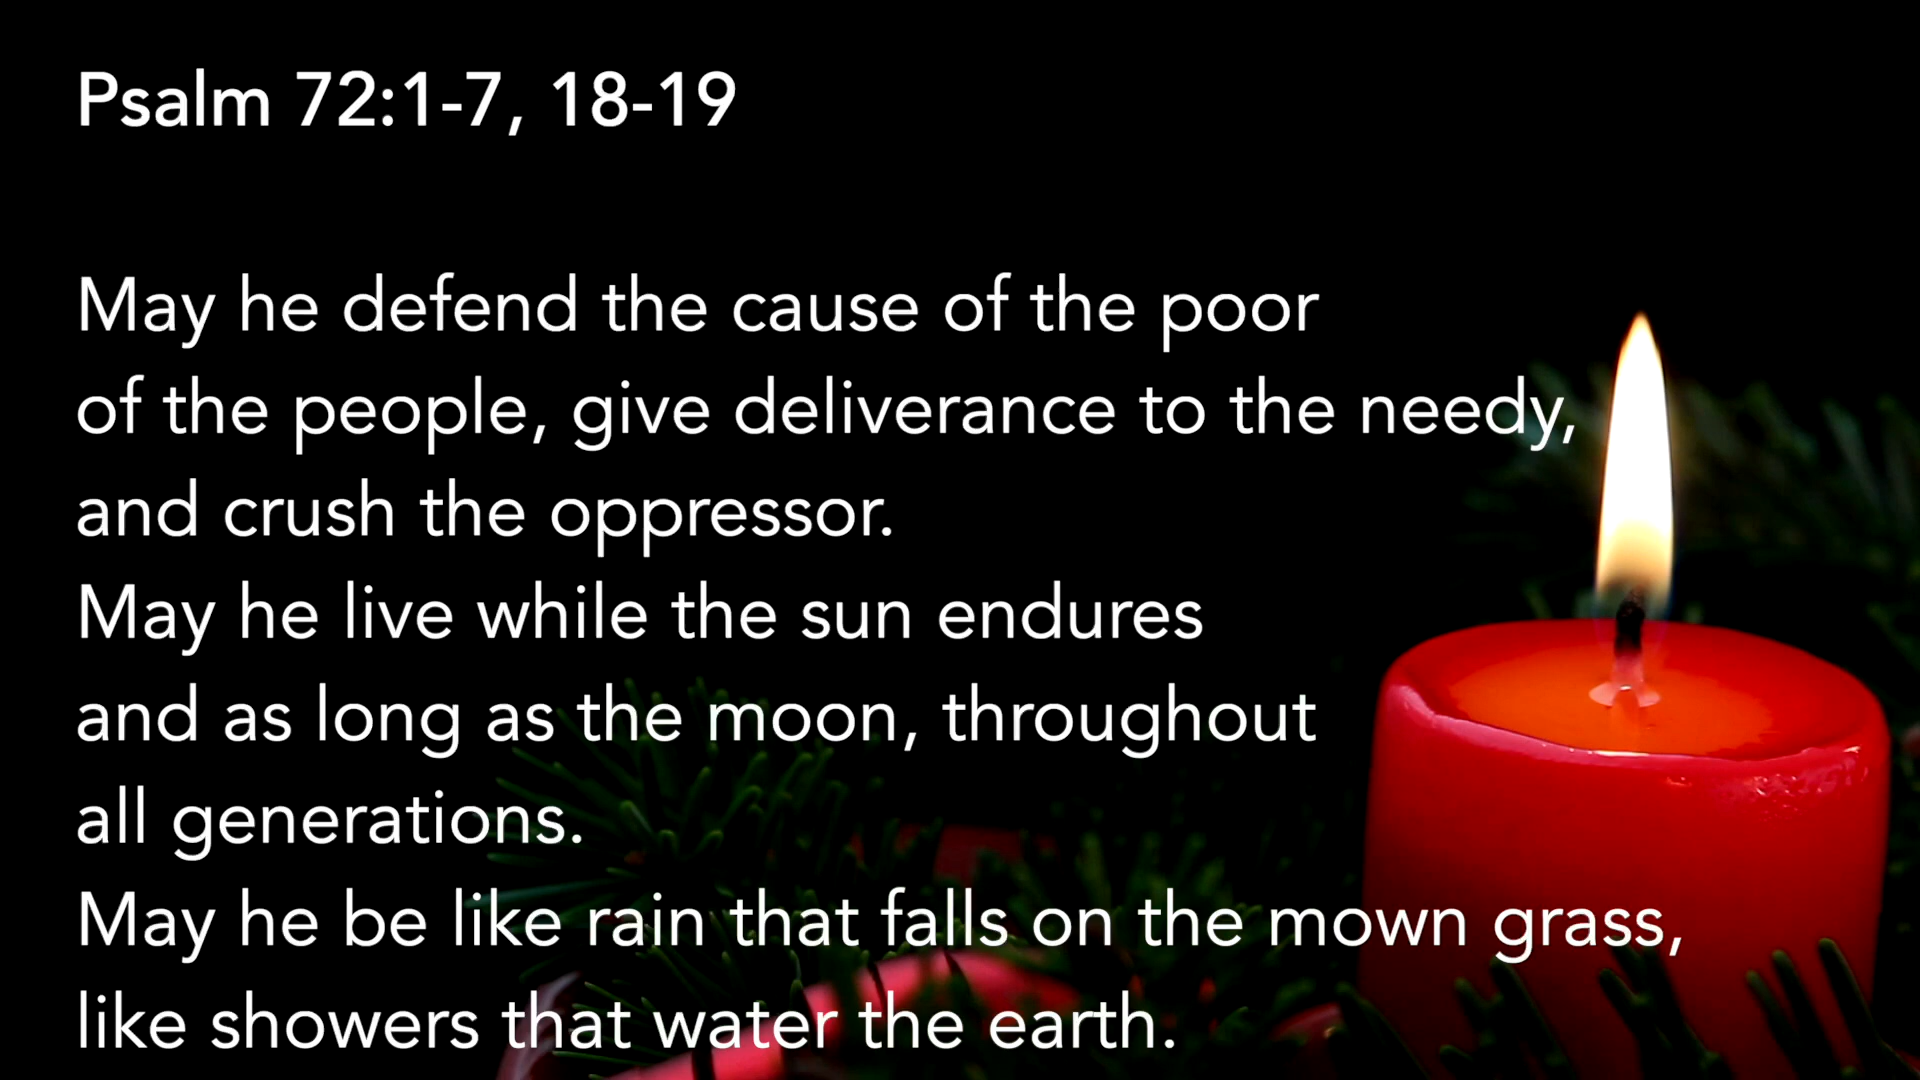 Psalm 72:1-7, 18-19
May he defend the cause of the poor
of the people, give deliverance to the needy,
and crush the oppressor.
May he live while the sun endures
and as long as the moon, throughout
all generations.
May he be like rain that falls on the mown grass,
like showers that water the earth.